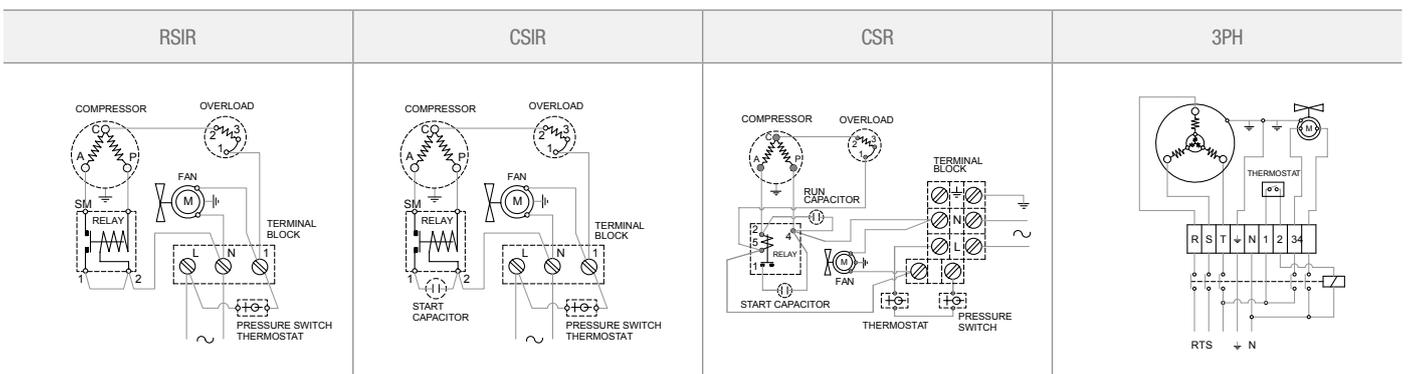 RSIR
CSIR
CSR
3PH
COMPRESSOR
OVERLOAD
C
2
3
1
A
P
FAN
M
SM
RELAY
TERMINAL
BLOCK
L
N
1
1
2
PRESSURE SWITCH
THERMOSTAT
COMPRESSOR
OVERLOAD
C
2
3
1
A
P
FAN
M
SM
RELAY
TERMINAL
BLOCK
L
N
1
1
2
START
CAPACITOR
PRESSURE SWITCH
THERMOSTAT
COMPRESSOR
OVERLOAD
C
2
3
1
A
P
TERMINAL
BLOCK
RUN
CAPACITOR
N
L
2
5
4
RELAY
1
M
FAN
START CAPACITOR
THERMOSTAT
PRESSURE
SWITCH
M
THERMOSTAT
R S T N 1 2 34
RTS N